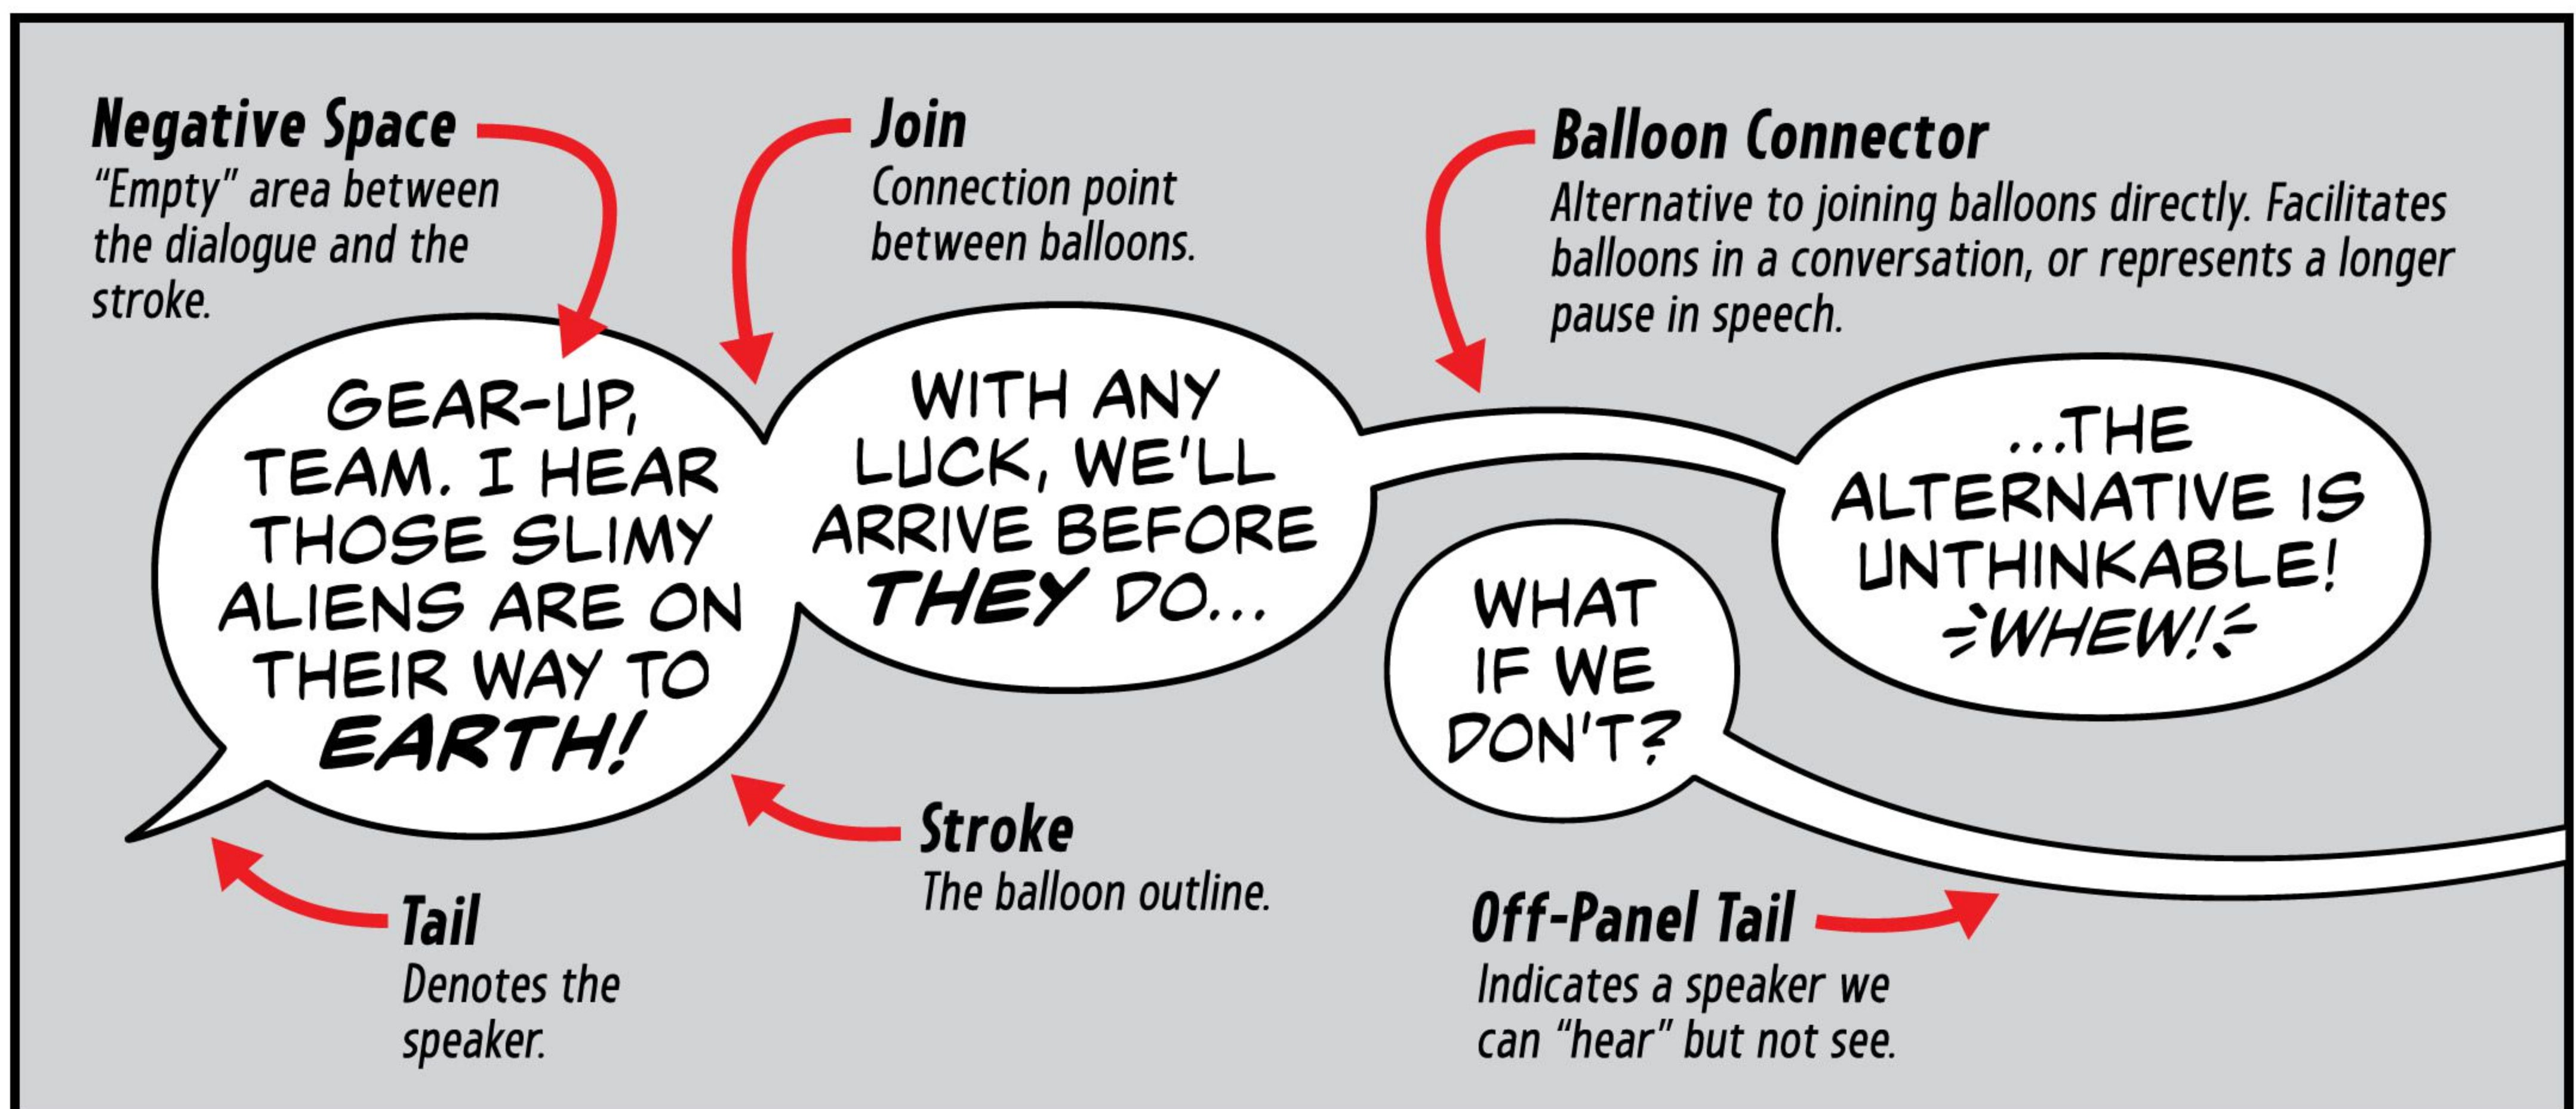 Negative Space
“Empty” area between
the dialogue and the
stroke.
Join
Connection point
between balloons.
Balloon Connector
Alternative to joining balloons directly. Facilitates
balloons in a conversation, or represents a longer
pause in speech.
GEAR-UP,
TEAM. I HEAR
THOSE SLIMY
ALIENS ARE ON
THEIR WAY TO
EARTH!
WITH ANY
LUCK, WE'LL
ARRIVE BEFORE
THEY DO...
WHAT
IF WE
DON'T?
...THE
ALTERNATIVE IS
UNTHINKABLE!
WHEW!
Tail
Denotes the
speaker.
Stroke
The balloon outline.
Off-Panel Tail
Indicates a speaker we
can “hear” but not see.